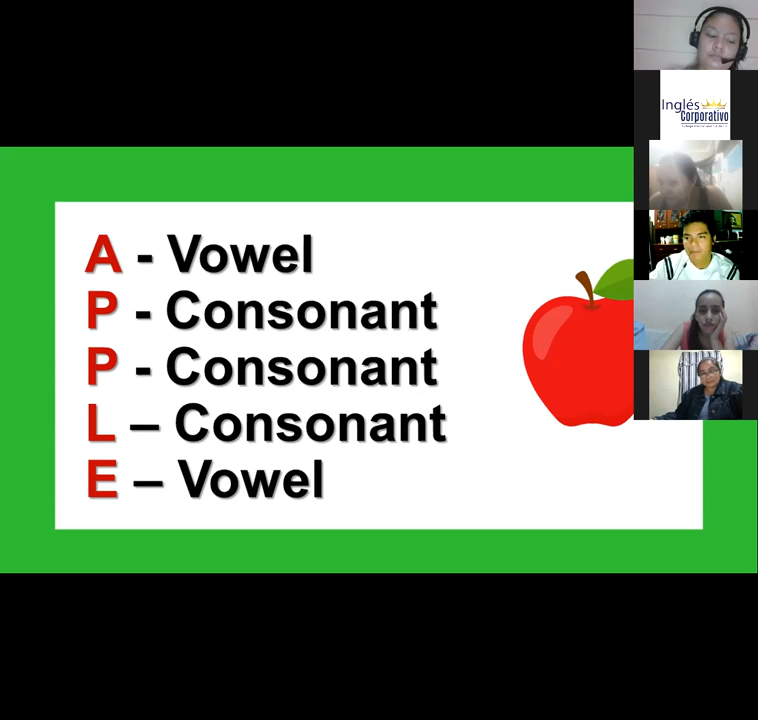 A - Vowel
P - Consonant
P - Consonant
L – Consonant
E – Vowel
Inglés
Corporativo